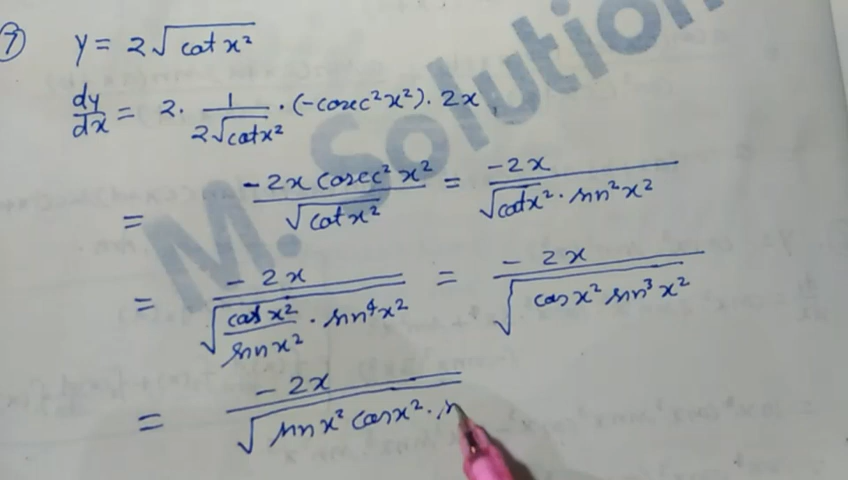 7 y = 2√(cot x²)
dy/dx = 2 · 1/(2√(cot x²)) · (-cosec² x²) · 2x,
= -2x cosec² x² / √(cot x²) = -2x / (√(cot x²) · sin² x²)
= -2x / √(cos x² / sin x² · sin⁴ x²) = -2x / √(cos x² sin³ x²)
= -2x / √(sin x² cos x² ·
M. Solution